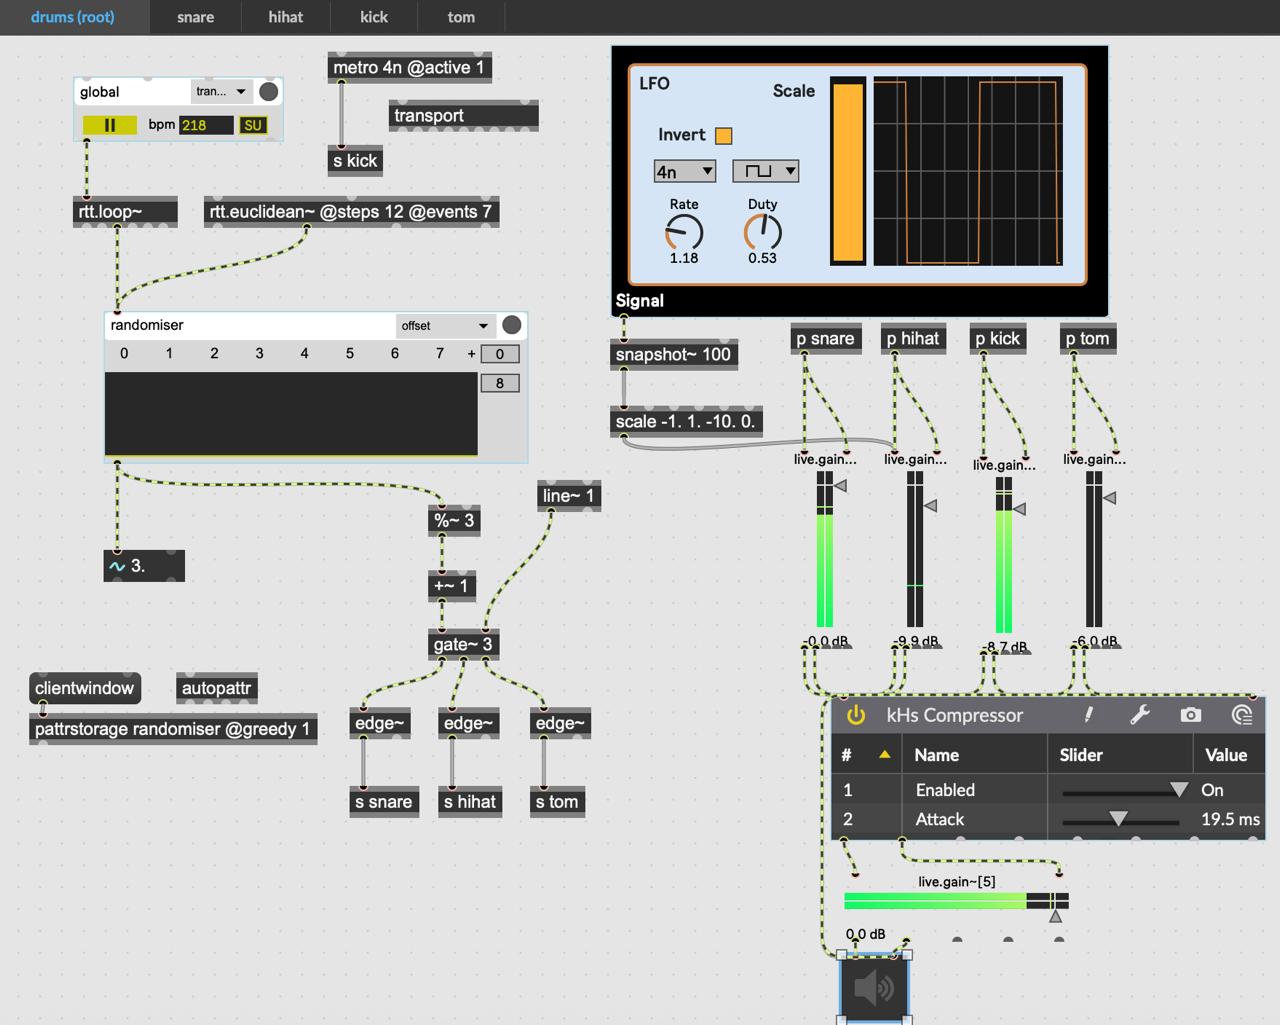 drums (root)
snare
hihat
kick
tom
metro 4n @active 1
global
tran...
bpm 218
SU
transport
s kick
rtt.loop~
rtt.euclidean~ @steps 12 @events 7
LFO
Scale
Invert
4n
Rate
Duty
1.18
0.53
Signal
randomiser
offset
0 1 2 3 4 5 6 7 + 0
8
snapshot~ 100
scale -1. 1. -10. 0.
p snare
p hihat
p kick
p tom
live.gain...
live.gain...
live.gain...
live.gain...
-0.0 dB
-9.9 dB
-8.7 dB
-6.0 dB
line~ 1
%~ 3
3.
+~ 1
gate~ 3
clientwindow
autopattr
pattrstorage randomiser @greedy 1
edge~
edge~
edge~
s snare
s hihat
s tom
kHs Compressor
# Name Slider Value
1 Enabled On
2 Attack 19.5 ms
live.gain~[5]
0.0 dB